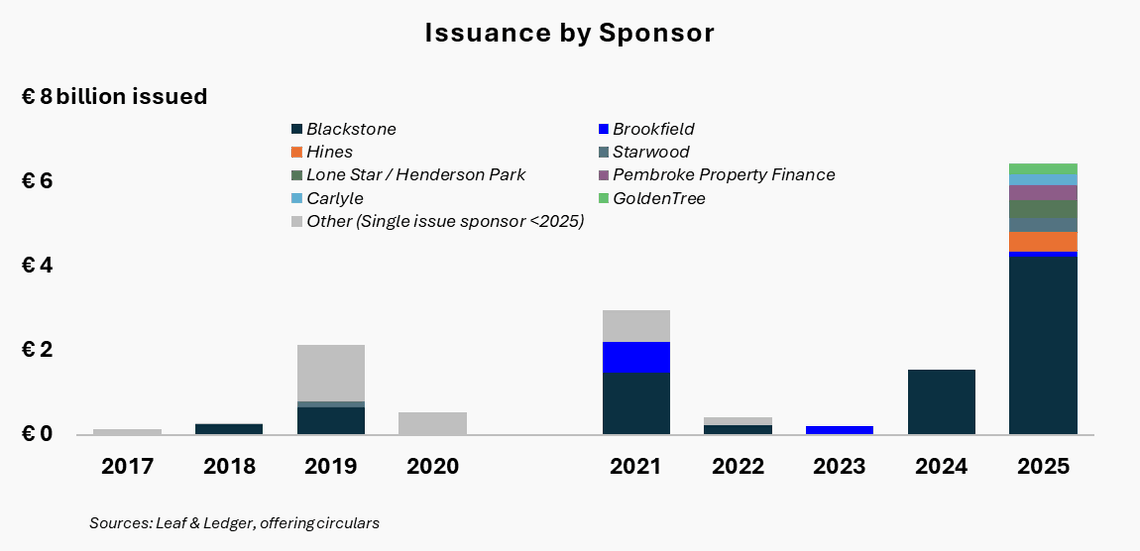 Issuance by Sponsor
€ 8 billion issued
Blackstone
Brookfield
Hines
Starwood
Lone Star / Henderson Park
Pembroke Property Finance
Carlyle
GoldenTree
Other (Single issue sponsor <2025)
€ 6
€ 4
€ 2
€ 0
2017 2018 2019 2020 2021 2022 2023 2024 2025
Sources: Leaf & Ledger, offering circulars